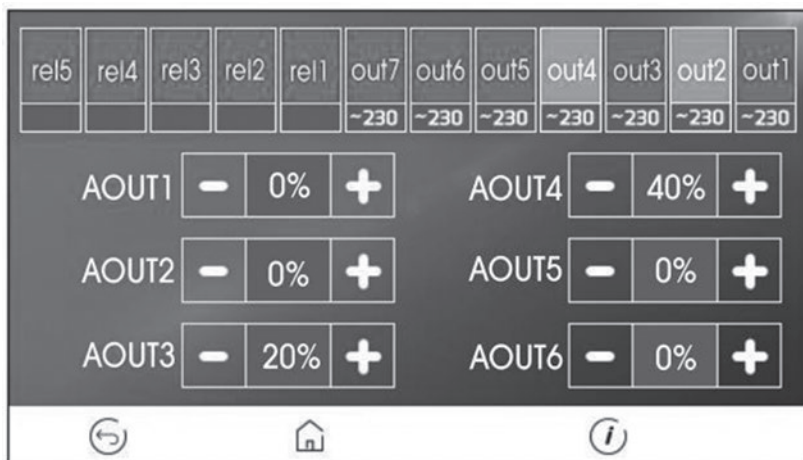 rel5 rel4 rel3 rel2 rel1 out7 out6 out5 out4 out3 out2 out1
~230 ~230 ~230 ~230 ~230 ~230 ~230
AOUT1 - 0% + AOUT4 - 40% +
AOUT2 - 0% + AOUT5 - 0% +
AOUT3 - 20% + AOUT6 - 0% +
i